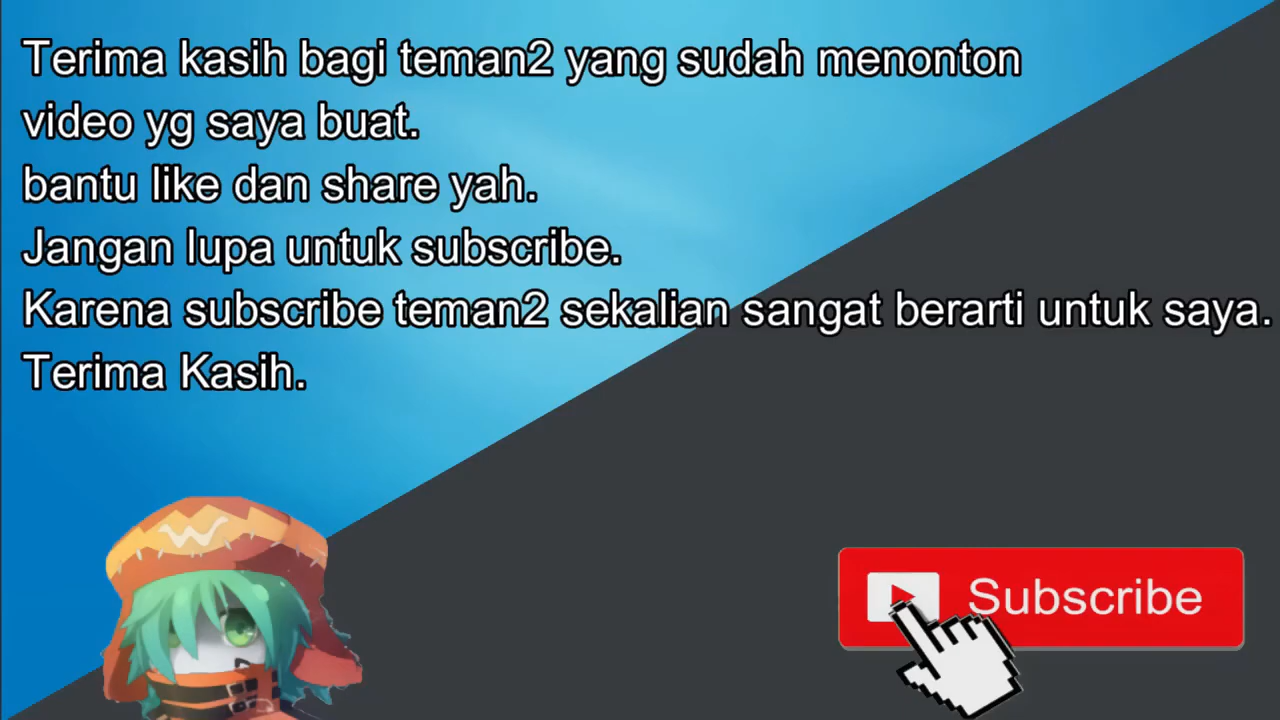 Terima kasih bagi teman2 yang sudah menonton
video yg saya buat.
bantu like dan share yah.
Jangan lupa untuk subscribe.
Karena subscribe teman2 sekalian sangat berarti untuk saya.
Terima Kasih.
Subscribe